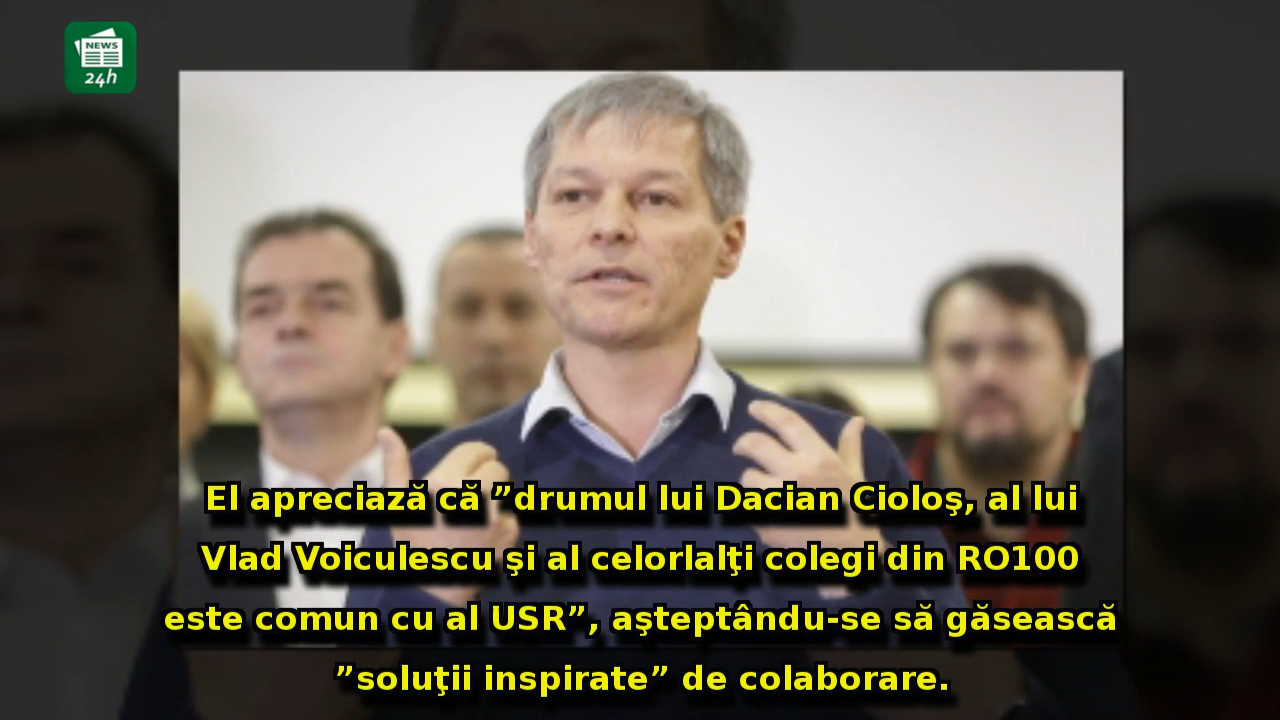 NEWS
24h
El apreciază că ”drumul lui Dacian Cioloş, al lui
Vlad Voiculescu şi al celorlalţi colegi din RO100
este comun cu al USR”, aşteptându-se să găsească
”soluţii inspirate” de colaborare.